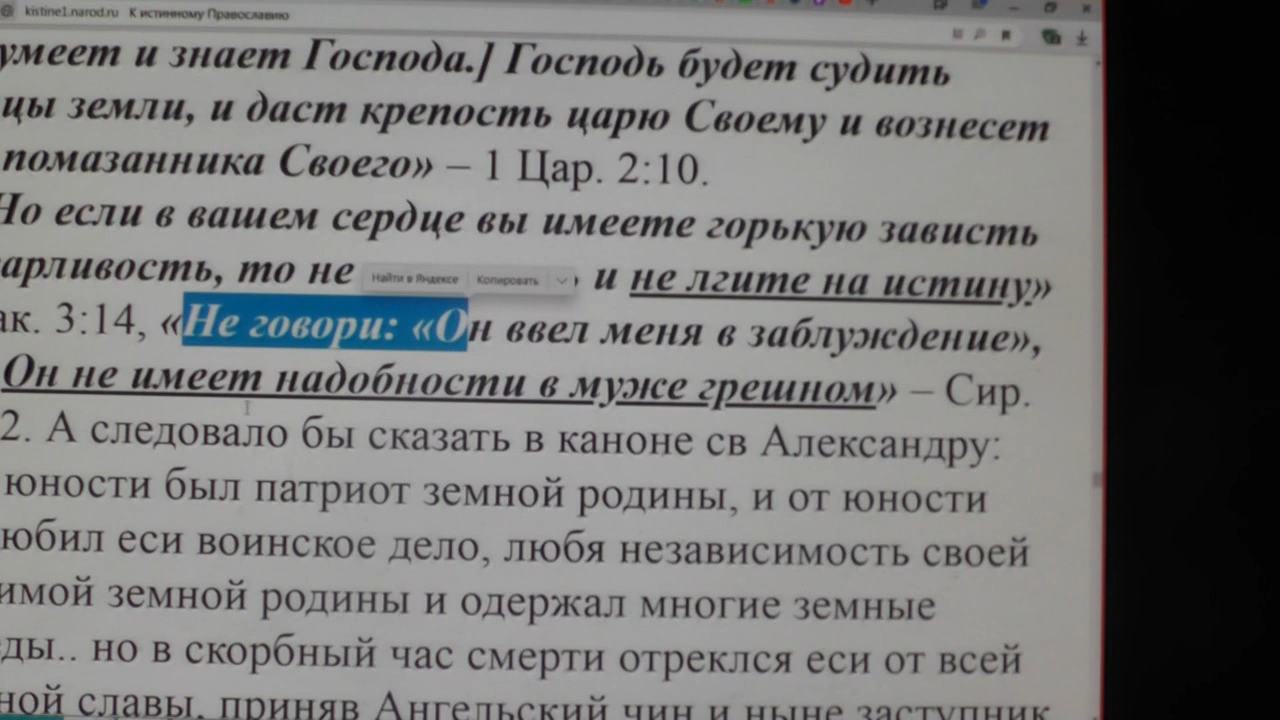 kistine1.narod.ru К истинному Православию
умеет и знает Господа.] Господь будет судить
цы земли, и даст крепость царю Своему и вознесет
помазанника Своего» – 1 Цар. 2:10.
Но если в вашем сердце вы имеете горькую зависть
арливость, то не и не лгите на истину»
Найти в Яндексе Копировать
ак. 3:14, «Не говори: «Он ввел меня в заблуждение»,
Он не имеет надобности в муже грешном» – Сир.
2. А следовало бы сказать в каноне св Александру:
юности был патриот земной родины, и от юности
юбил еси воинское дело, любя независимость своей
имой земной родины и одержал многие земные
ды.. но в скорбный час смерти отреклся еси от всей
ной славы, приняв Ангельский чин и ныне заступник